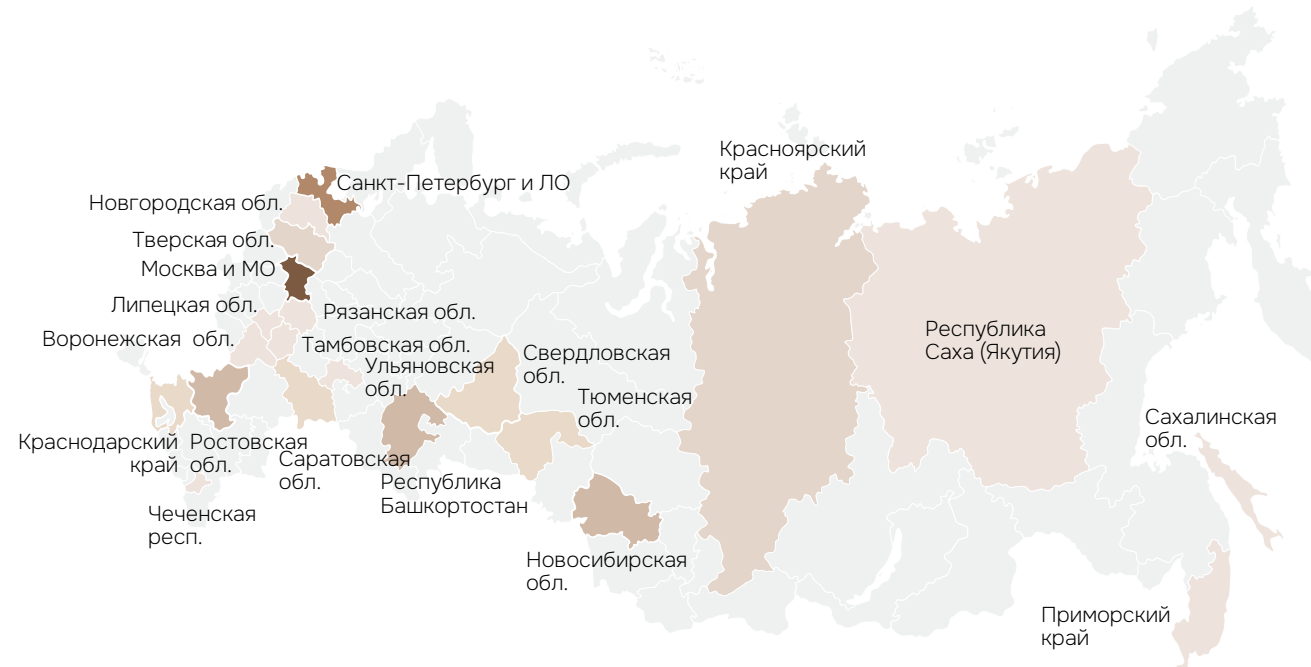 Красноярский
край
Санкт-Петербург и ЛО
Новгородская обл.
Тверская обл.
Москва и МО
Липецкая обл.
Рязанская обл.
Воронежская обл.
Тамбовская обл.
Ульяновская
обл.
Свердловская
обл.
Тюменская
обл.
Республика
Саха (Якутия)
Сахалинская
обл.
Краснодарский
край
Ростовская
обл.
Саратовская
обл.
Республика
Башкортостан
Чеченская
респ.
Новосибирская
обл.
Приморский
край